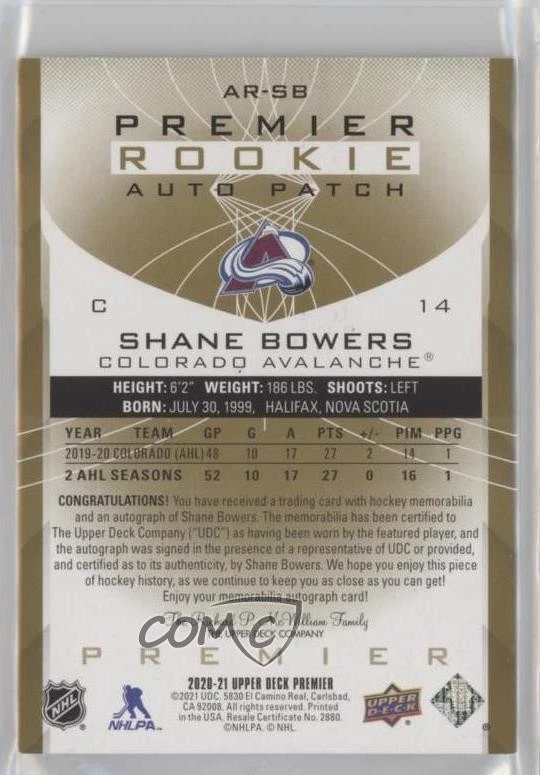 AR-SB
PREMIER
ROOKIE
AUTO PATCH
C 14
SHANE BOWERS
COLORADO AVALANCHE®
HEIGHT: 6'2" WEIGHT: 186 LBS. SHOOTS: LEFT
BORN: JULY 30, 1999, HALIFAX, NOVA SCOTIA
YEAR TEAM GP G A PTS +/- PIM PPG
2019-20 COLORADO (AHL) 48 10 17 27 2 14 1
2 AHL SEASONS 52 10 17 27 0 16 1
CONGRATULATIONS! You have received a trading card with hockey memorabilia
and an autograph of Shane Bowers. The memorabilia has been certified to
The Upper Deck Company ("UDC") as having been worn by the featured player, and
the autograph was signed in the presence of a representative of UDC or provided,
and certified as to its authenticity, by Shane Bowers. We hope you enjoy this piece
of hockey history, as we continue to keep you as close as you can get!
Enjoy your memorabilia autograph card!
The Richard P. McWilliam Family
THE UPPER DECK COMPANY
COMC
PREMIER
2020-21 UPPER DECK PREMIER
©2021 UDC. 5830 El Camino Real, Carlsbad,
CA 92008. All rights reserved. Printed
in the USA. Resale Certificate No. 2880.
©NHLPA. © NHL.
NHL
NHLPA
UPPER
DECK
®